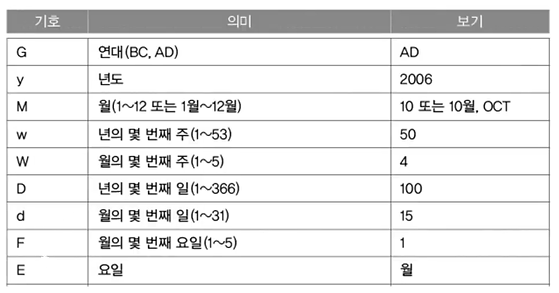 기호 의미 보기
G 연대(BC, AD) AD
y 년도 2006
M 월(1~12 또는 1월~12월) 10 또는 10월, OCT
w 년의 몇 번째 주(1~53) 50
W 월의 몇 번째 주(1~5) 4
D 년의 몇 번째 일(1~366) 100
d 월의 몇 번째 일(1~31) 15
F 월의 몇 번째 요일(1~5) 1
E 요일 월